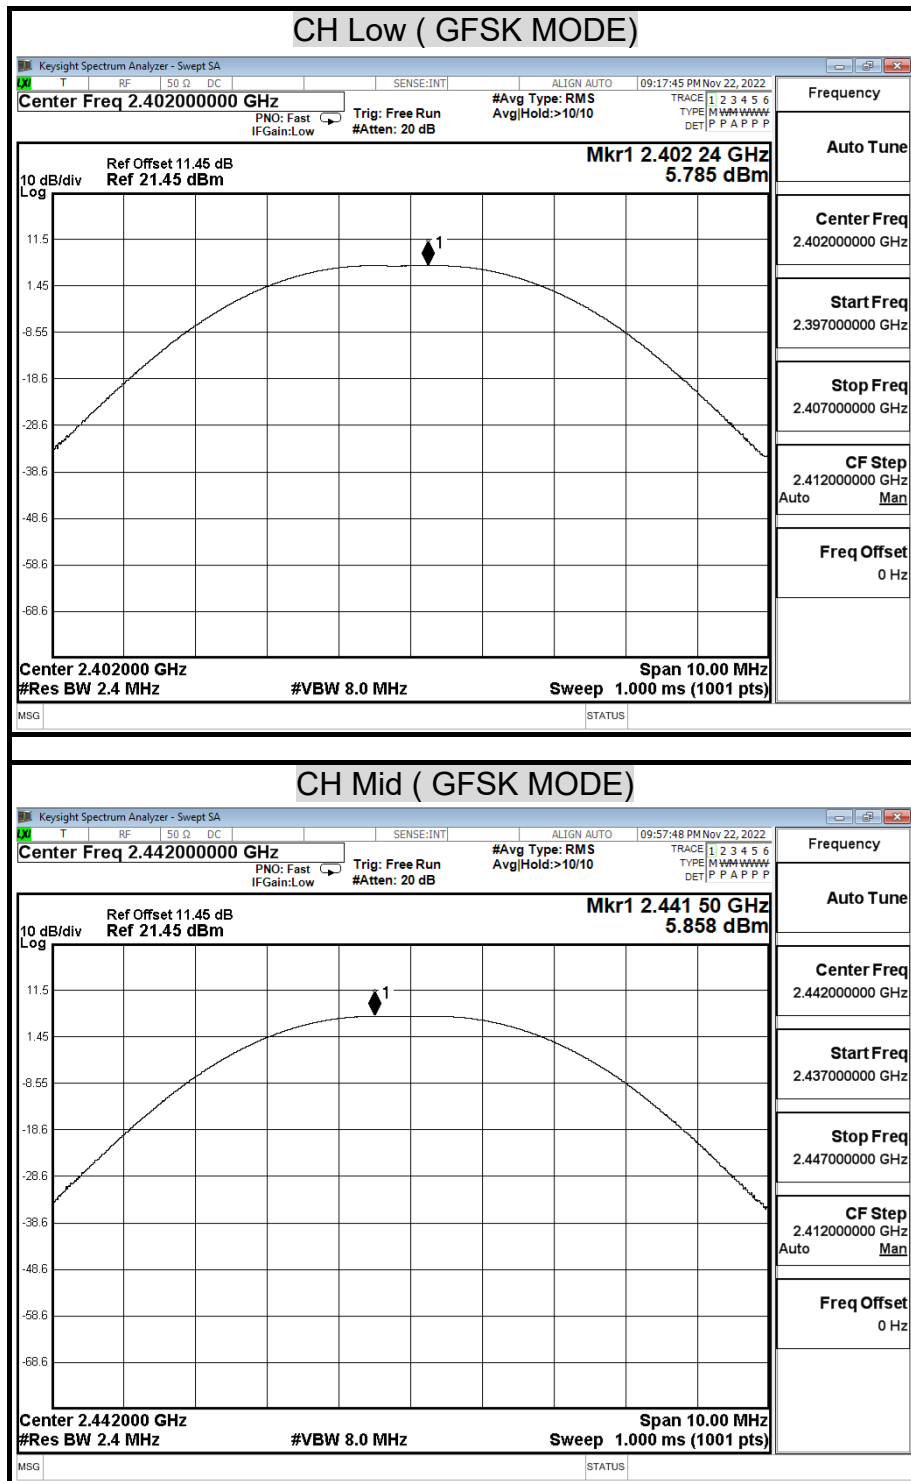 CH Low ( GFSK MODE)
Keysight Spectrum Analyzer - Swept SA
LXI T RF 50 Ω DC SENSE:INT ALIGN AUTO 09:17:45 PM Nov 22, 2022
Center Freq 2.402000000 GHz
PNO: Fast
IFGain:Low
Trig: Free Run
#Atten: 20 dB
#Avg Type: RMS
Avg|Hold:>10/10
TRACE 1 2 3 4 5 6
TYPE M WM WWW
DET P P A P P P
Frequency
Auto Tune
Center Freq
2.402000000 GHz
Start Freq
2.397000000 GHz
Stop Freq
2.407000000 GHz
CF Step
2.412000000 GHz
Auto Man
Freq Offset
0 Hz
Ref Offset 11.45 dB
10 dB/div Ref 21.45 dBm
Log
Mkr1 2.402 24 GHz
5.785 dBm
1
11.5
1.45
-8.55
-18.6
-28.6
-38.6
-48.6
-58.6
-68.6
Center 2.402000 GHz Span 10.00 MHz
#Res BW 2.4 MHz #VBW 8.0 MHz Sweep 1.000 ms (1001 pts)
MSG STATUS
CH Mid ( GFSK MODE)
Keysight Spectrum Analyzer - Swept SA
LXI T RF 50 Ω DC SENSE:INT ALIGN AUTO 09:57:48 PM Nov 22, 2022
Center Freq 2.442000000 GHz
PNO: Fast
IFGain:Low
Trig: Free Run
#Atten: 20 dB
#Avg Type: RMS
Avg|Hold:>10/10
TRACE 1 2 3 4 5 6
TYPE M WM WWW
DET P P A P P P
Frequency
Auto Tune
Center Freq
2.442000000 GHz
Start Freq
2.437000000 GHz
Stop Freq
2.447000000 GHz
CF Step
2.412000000 GHz
Auto Man
Freq Offset
0 Hz
Ref Offset 11.45 dB
10 dB/div Ref 21.45 dBm
Log
Mkr1 2.441 50 GHz
5.858 dBm
1
11.5
1.45
-8.55
-18.6
-28.6
-38.6
-48.6
-58.6
-68.6
Center 2.442000 GHz Span 10.00 MHz
#Res BW 2.4 MHz #VBW 8.0 MHz Sweep 1.000 ms (1001 pts)
MSG STATUS